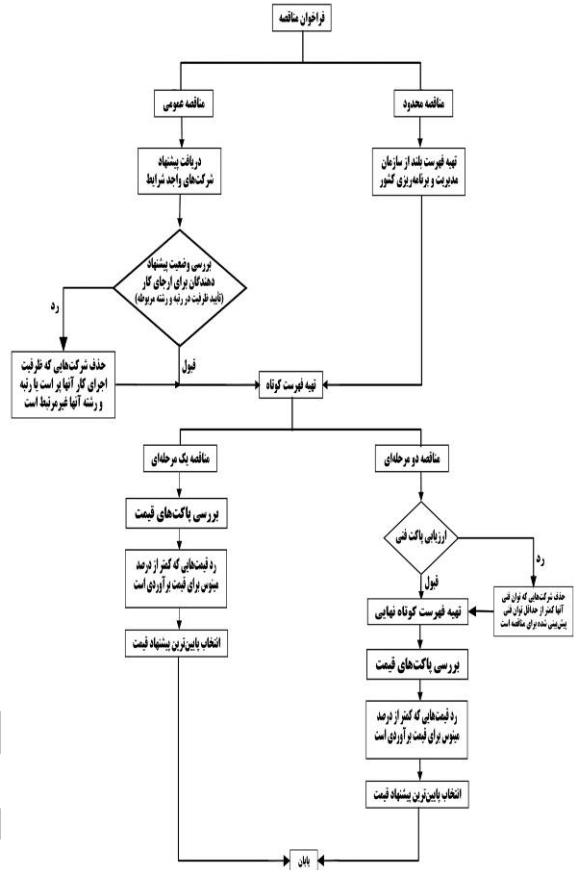 فراخوان مناقصه
مناقصه محدود
مناقصه عمومی
تهیه فهرست بلند از سازمان
مدیریت و برنامه‌ریزی کشور
دریافت پیشنهاد
شرکت‌های واجد شرایط
بررسی وضعیت پیشنهاد
دهندگان برای ارجای کار
(تأیید ظرفیت در رتبه و رشته مربوطه)
رد
قبول
حذف شرکت‌هایی که ظرفیت
اجرای کار آنها پر است یا رتبه
و رشته آنها غیرمرتبط است
تهیه فهرست کوتاه
مناقصه دو مرحله‌ای
مناقصه یک مرحله‌ای
ارزیابی پاکت فنی
رد
قبول
حذف شرکت‌هایی که توان فنی
آنها کمتر از حداقل توان فنی
پیش‌بینی شده برای مناقصه است
تهیه فهرست کوتاه نهایی
بررسی پاکت‌های قیمت
رد قیمت‌هایی که کمتر از درصد
مینوس برای قیمت برآوردی است
انتخاب پایین‌ترین پیشنهاد قیمت
بررسی پاکت‌های قیمت
رد قیمت‌هایی که کمتر از درصد
مینوس برای قیمت برآوردی است
انتخاب پایین‌ترین پیشنهاد قیمت
پایان